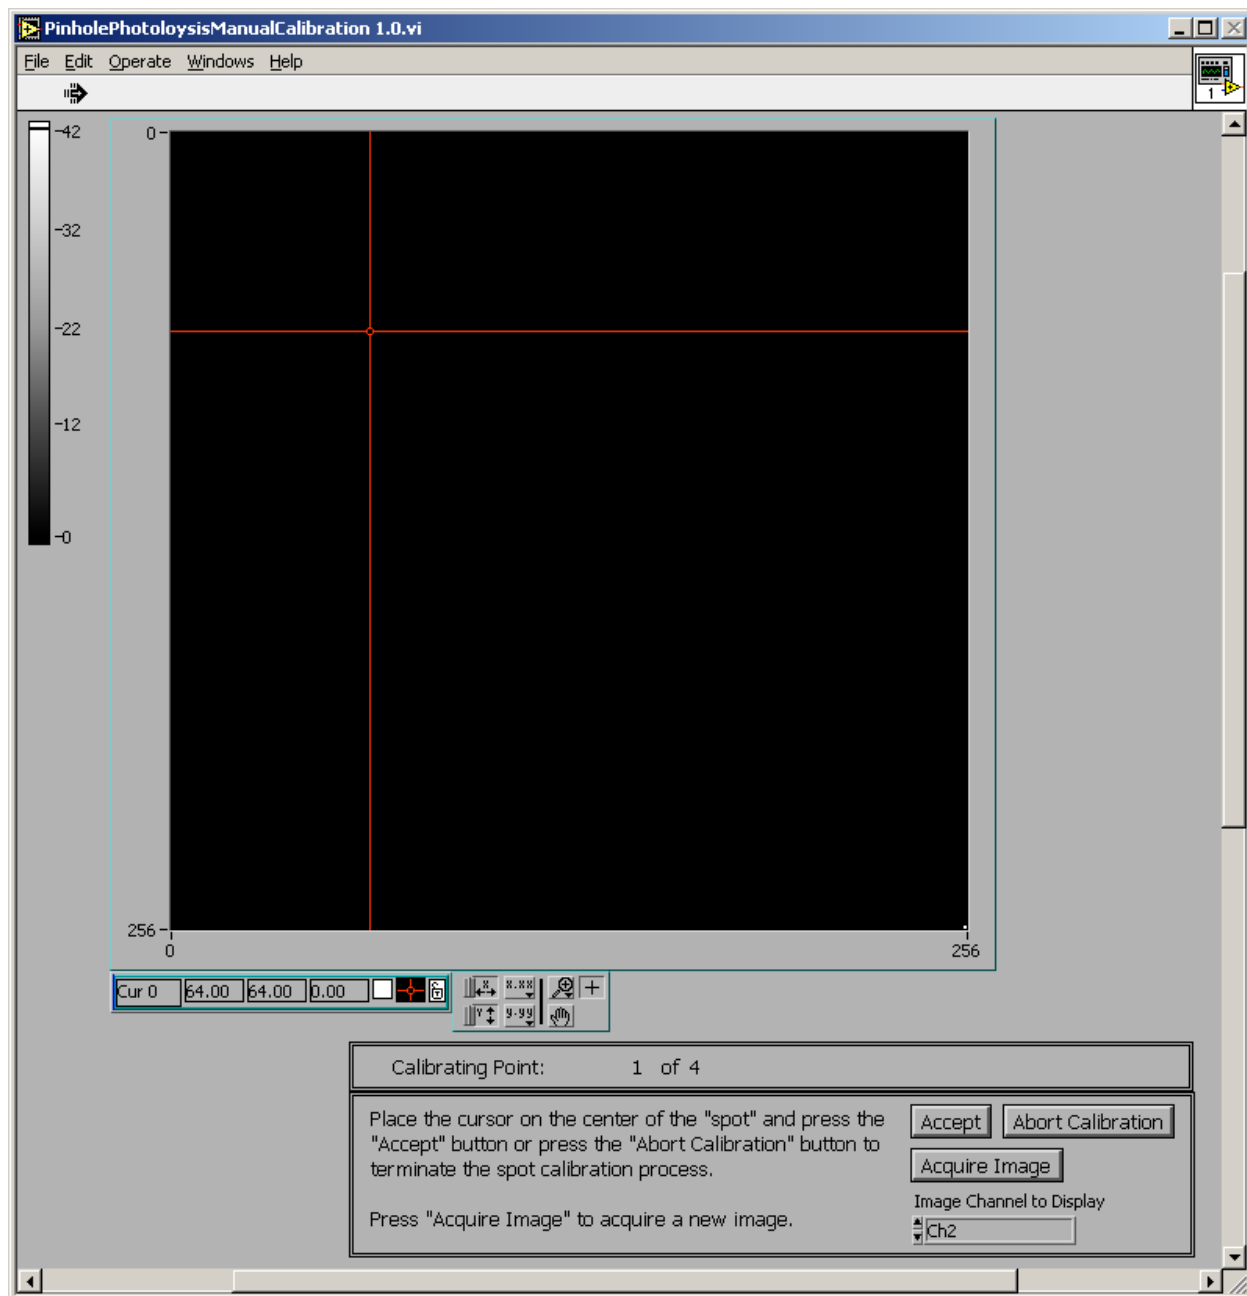 PinholePhotoloysisManualCalibration 1.0.vi
File Edit Operate Windows Help
1
-42
-32
-22
-12
-0
0
256
0 256
Cur 0 64.00 64.00 0.00
X X.XX
Y Y.YY
Calibrating Point: 1 of 4
Place the cursor on the center of the "spot" and press the
"Accept" button or press the "Abort Calibration" button to
terminate the spot calibration process.
Press "Acquire Image" to acquire a new image.
Accept Abort Calibration
Acquire Image
Image Channel to Display
Ch2